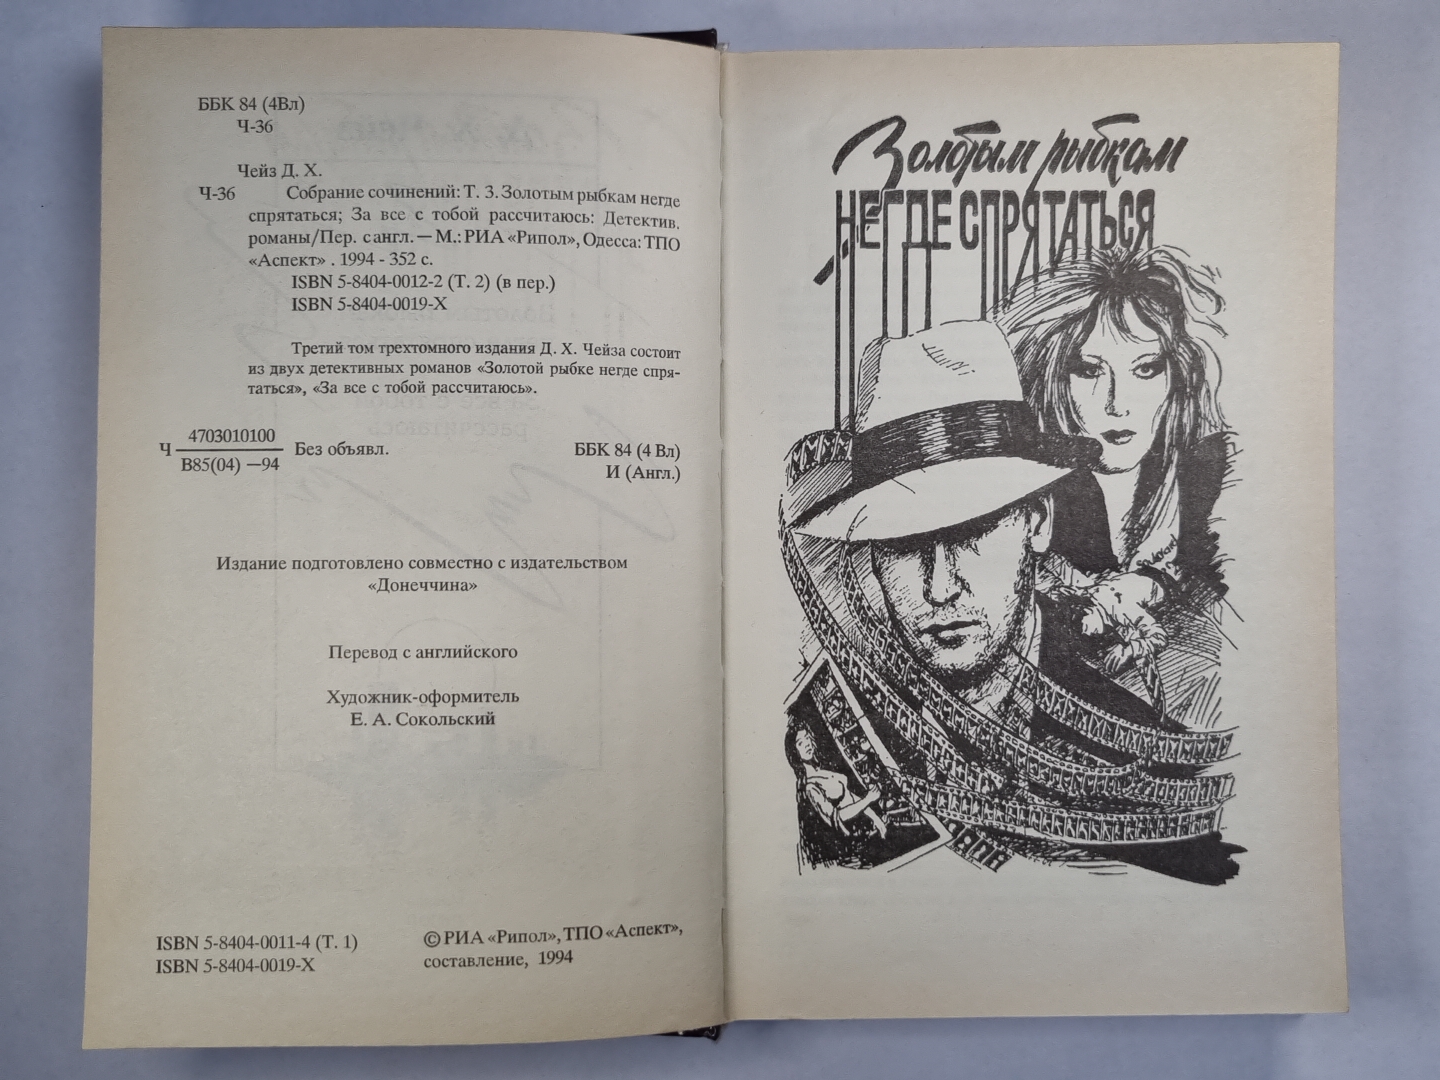 ББК 84 (4Вл)
Ч-36
Чейз Д. Х.
Ч-36 Собрание сочинений: Т. 3. Золотым рыбкам негде
спрятаться; За все с тобой рассчитаюсь: Детектив.
романы/Пер. с англ. — М.: РИА «Рипол», Одесса: ТПО
«Аспект» . 1994 - 352 с.
ISBN 5-8404-0012-2 (Т. 2) (в пер.)
ISBN 5-8404-0019-X
Третий том трехтомного издания Д. Х. Чейза состоит
из двух детективных романов «Золотой рыбке негде спря-
таться», «За все с тобой рассчитаюсь».
Ч 4703010100 Без объявл.
В85(04) —94
ББК 84 (4 Вл)
И (Англ.)
Издание подготовлено совместно с издательством
«Донеччина»
Перевод с английского
Художник-оформитель
Е. А. Сокольский
ISBN 5-8404-0011-4 (Т. 1)
ISBN 5-8404-0019-X
© РИА «Рипол», ТПО «Аспект»,
составление, 1994
Золотым рыбкам
НЕГДЕ СПРЯТАТЬСЯ